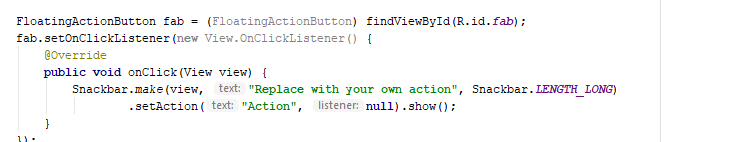 FloatingActionButton fab = (FloatingActionButton) findViewById(R.id.fab);
fab.setOnClickListener(new View.OnClickListener() {
@Override
public void onClick(View view) {
Snackbar.make(view, text: "Replace with your own action", Snackbar.LENGTH_LONG)
.setAction( text: "Action", listener: null).show();
}
});